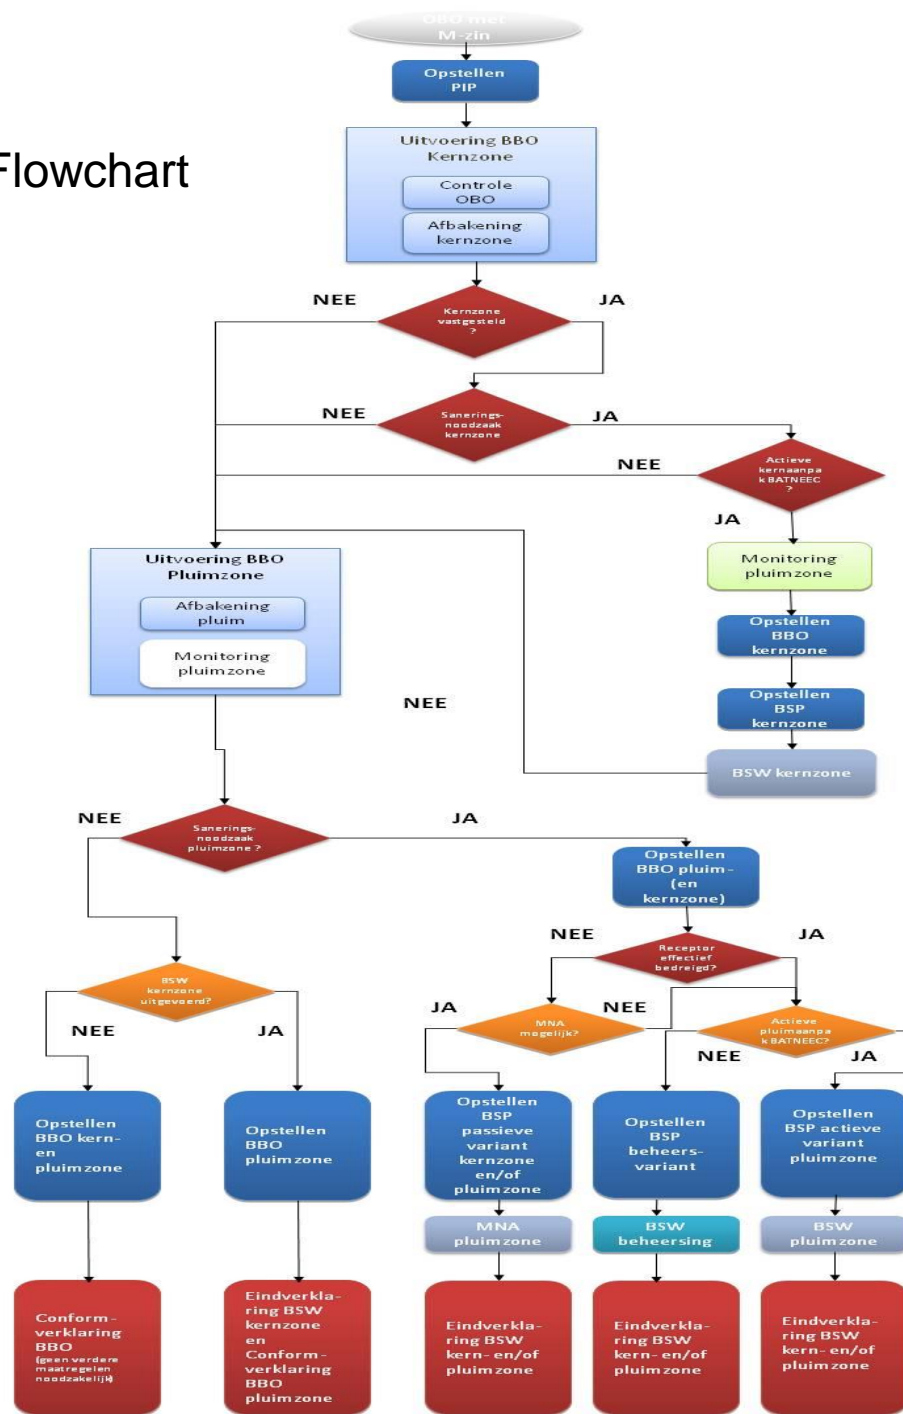 OBO met
M-zin
Opstellen
PIP
Flowchart
Uitvoering BBO
Kernzone
Controle
OBO
Afbakening
kernzone
NEE
JA
Kernzone
vastgesteld
?
NEE
Sanerings-
noodzaak
kernzone
JA
NEE
Actieve
kernaanpa
k BATNEEC
?
JA
Uitvoering BBO
Pluimzone
Afbakening
pluim
Monitoring
pluimzone
Monitoring
pluimzone
Opstellen
BBO
kernzone
Opstellen
BSP
kernzone
NEE
BSW kernzone
NEE
Sanerings-
noodzaak
pluimzone ?
JA
Opstellen
BBO pluim-
(en
kernzone)
NEE
Receptor
effectief
bedreigd?
JA
BSW
kernzone
uitgevoerd?
NEE
JA
JA
MNA
mogelijk?
NEE
Actieve
pluimaanpa
k BATNEEC?
NEE
JA
Opstellen
BBO kern-
en
pluimzone
Opstellen
BBO
pluimzone
Opstellen
BSP
passieve
variant
kernzone
en/of
pluimzone
Opstellen
BSP
beheers-
variant
Opstellen
BSP actieve
variant
pluimzone
MNA
pluimzone
BSW
beheersing
BSW
pluimzone
Conform-
verklaring
BBO
(geen verdere
maatregelen
noodzakelijk)
Eindverkla-
ring BSW
kernzone
en
Conform-
verklaring
BBO
pluimzone
Eindverkla-
ring BSW
kern- en/of
pluimzone
Eindverkla-
ring BSW
kern- en/of
pluimzone
Eindverkla-
ring BSW
kern- en/of
pluimzone